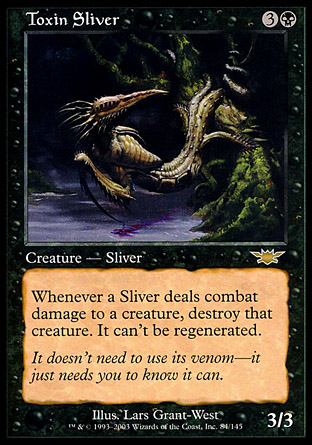 Toxin Sliver 3
Creature — Sliver
Whenever a Sliver deals combat
damage to a creature, destroy that
creature. It can't be regenerated.
It doesn't need to use its venom—it
just needs you to know it can.
Illus. Lars Grant-West
™ & © 1993-2003 Wizards of the Coast, Inc. 84/145
3/3